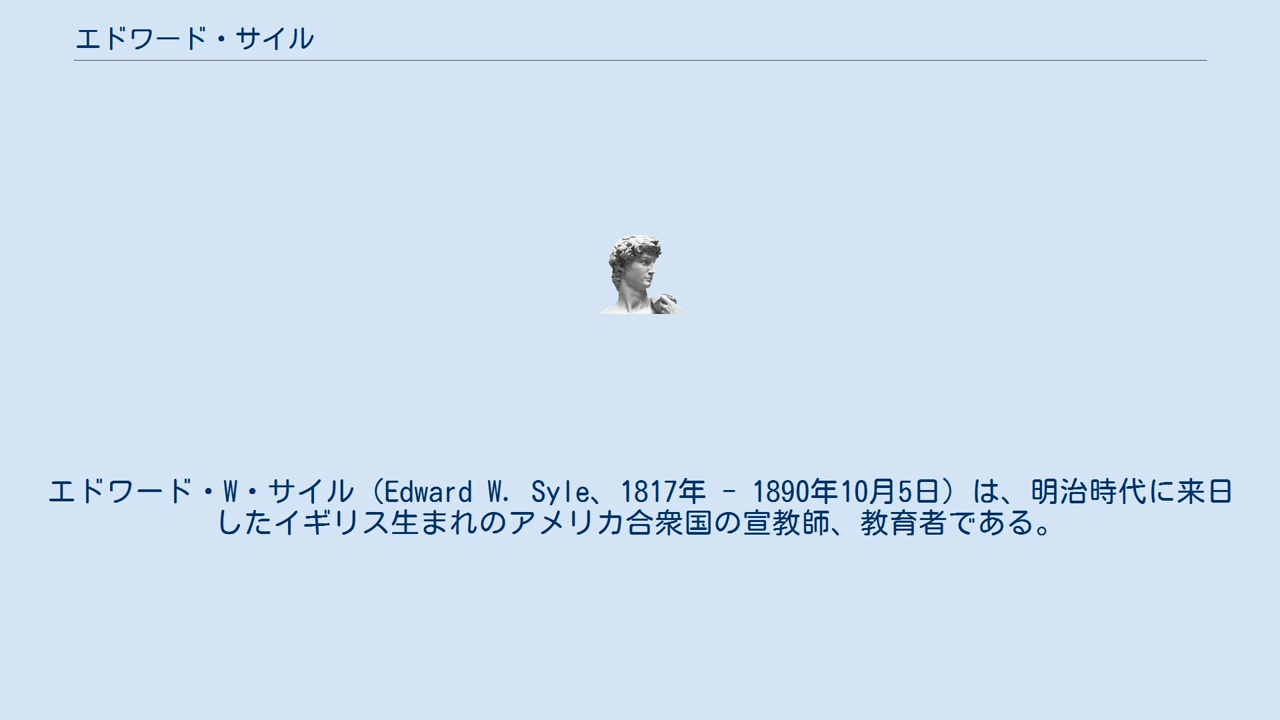 エドワード・サイル
エドワード・W・サイル（Edward W. Syle、1817年 - 1890年10月5日）は、明治時代に来日
したイギリス生まれのアメリカ合衆国の宣教師、教育者である。